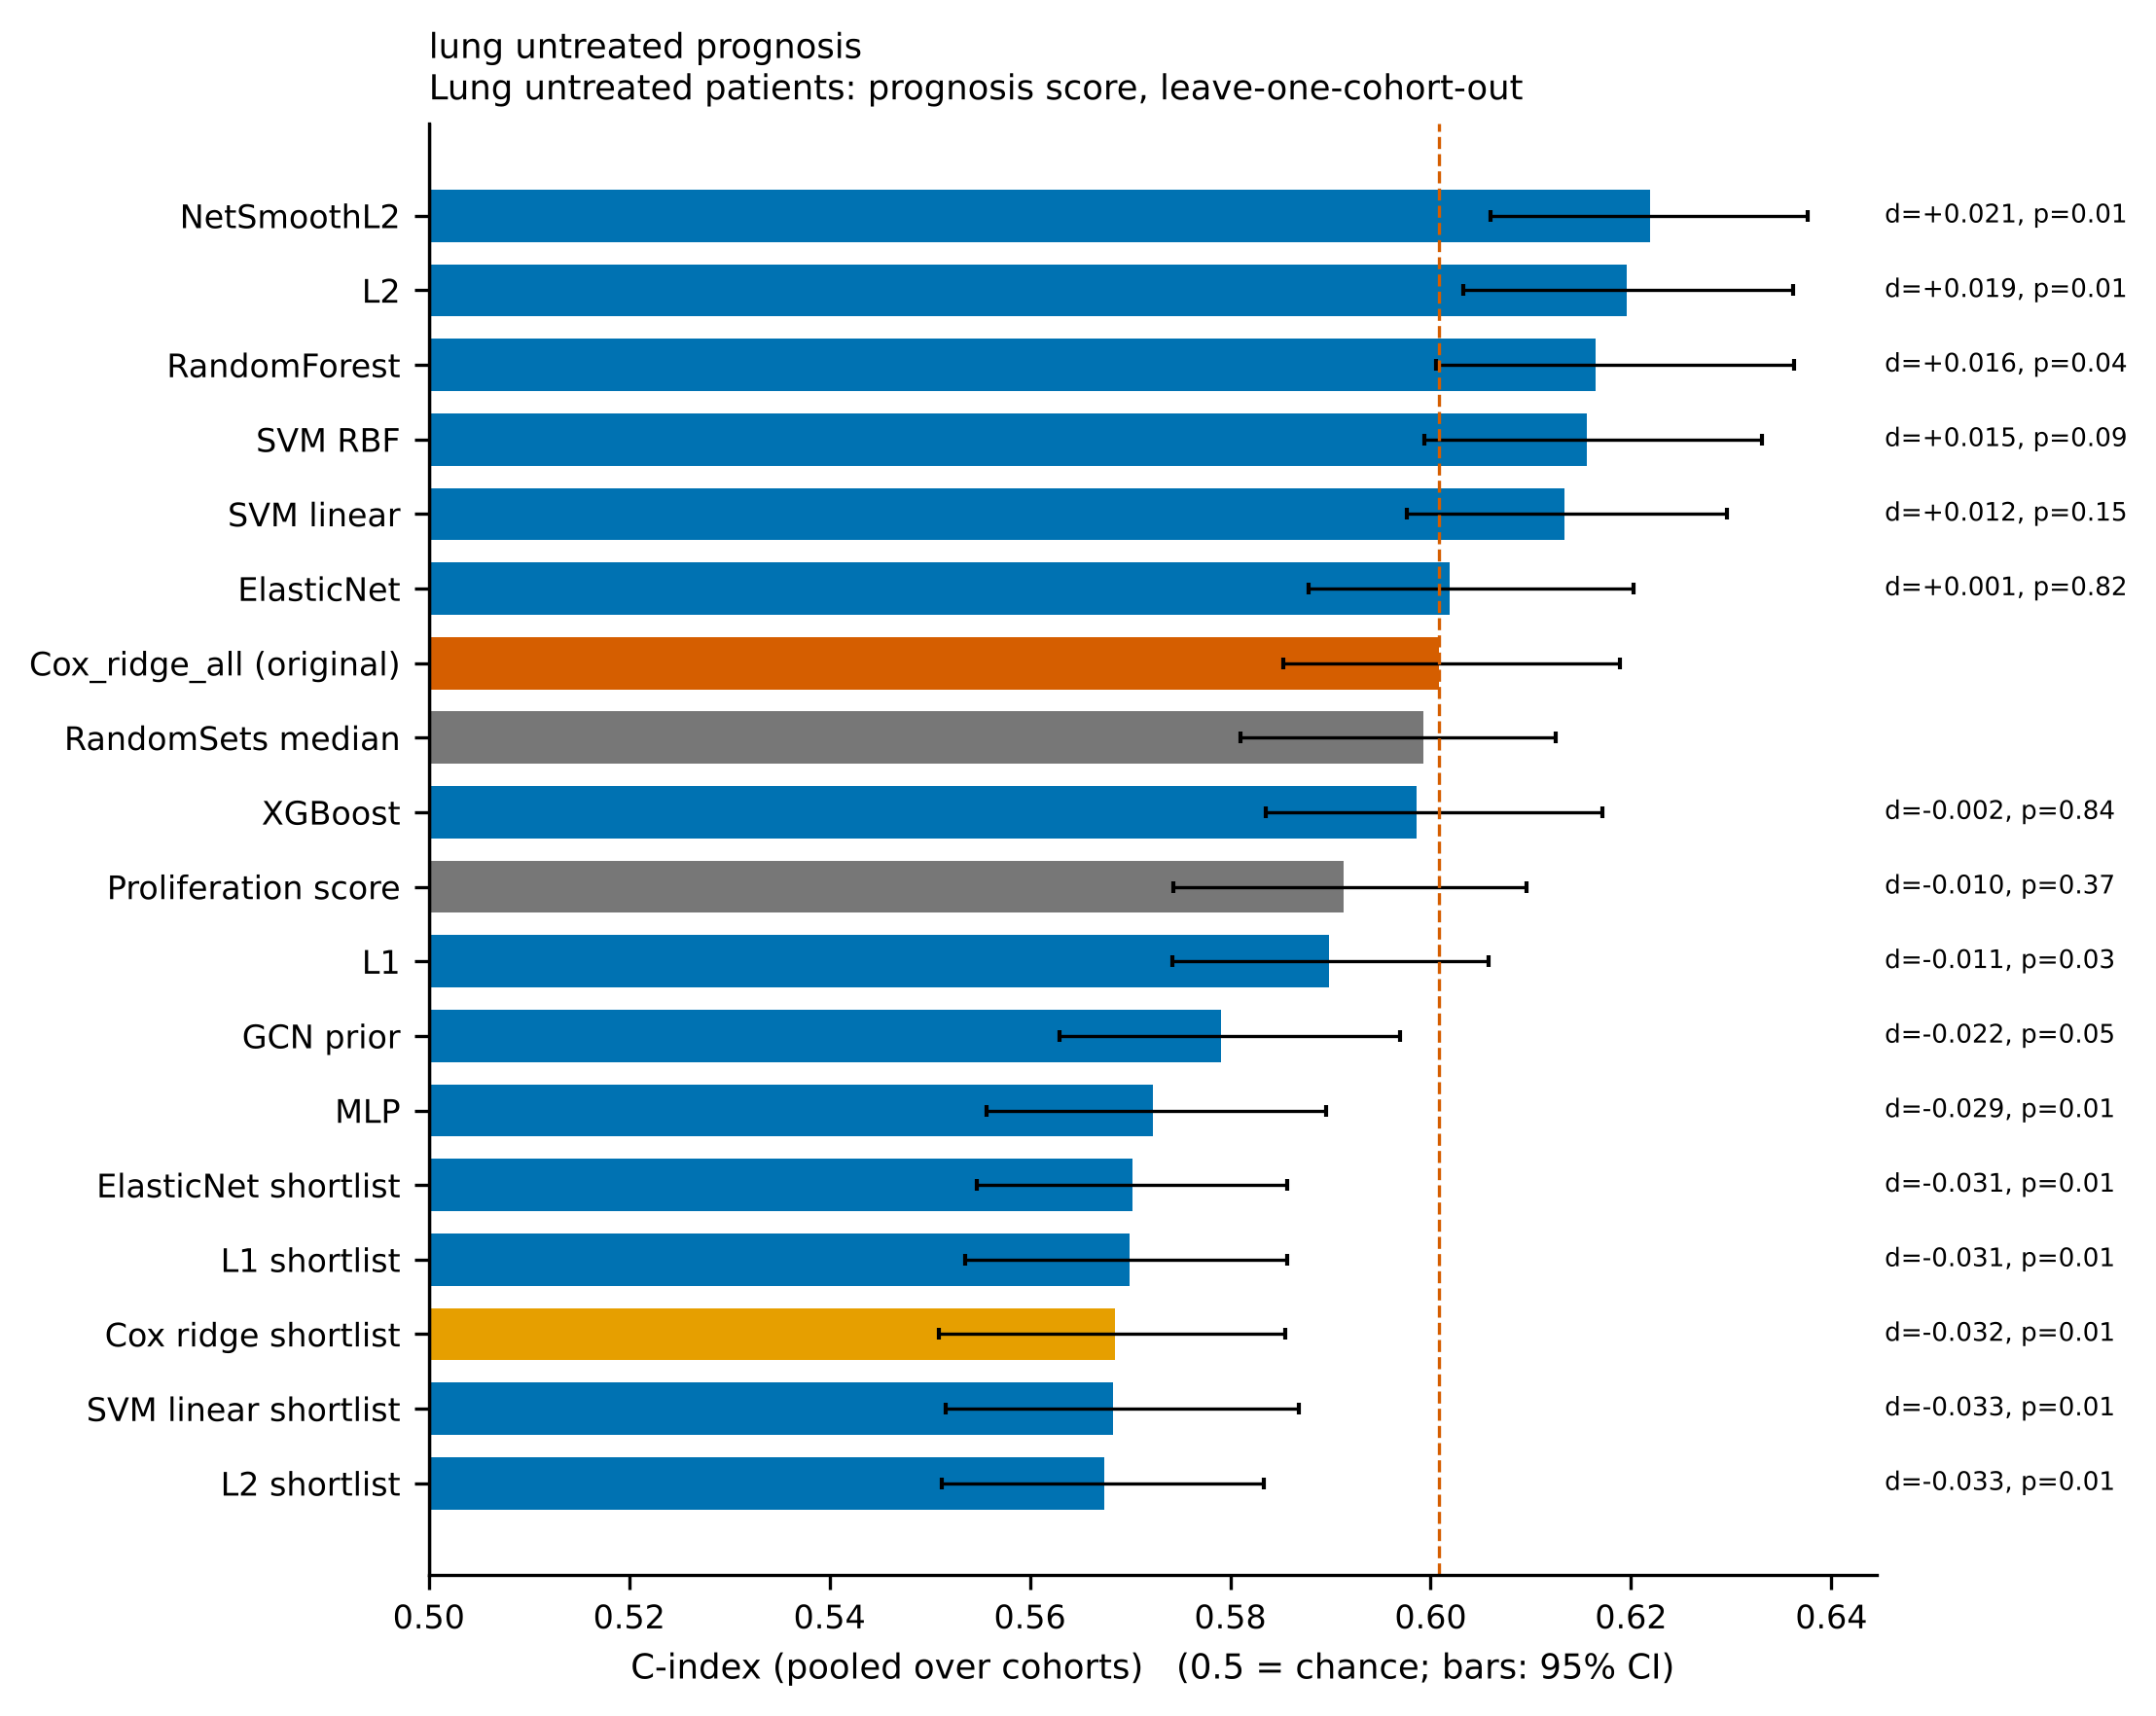 lung untreated prognosis
Lung untreated patients: prognosis score, leave-one-cohort-out
NetSmoothL2 d=+0.021, p=0.01
L2 d=+0.019, p=0.01
RandomForest d=+0.016, p=0.04
SVM RBF d=+0.015, p=0.09
SVM linear d=+0.012, p=0.15
ElasticNet d=+0.001, p=0.82
Cox_ridge_all (original)
RandomSets median
XGBoost d=-0.002, p=0.84
Proliferation score d=-0.010, p=0.37
L1 d=-0.011, p=0.03
GCN prior d=-0.022, p=0.05
MLP d=-0.029, p=0.01
ElasticNet shortlist d=-0.031, p=0.01
L1 shortlist d=-0.031, p=0.01
Cox ridge shortlist d=-0.032, p=0.01
SVM linear shortlist d=-0.033, p=0.01
L2 shortlist d=-0.033, p=0.01
0.50 0.52 0.54 0.56 0.58 0.60 0.62 0.64
C-index (pooled over cohorts) (0.5 = chance; bars: 95% CI)